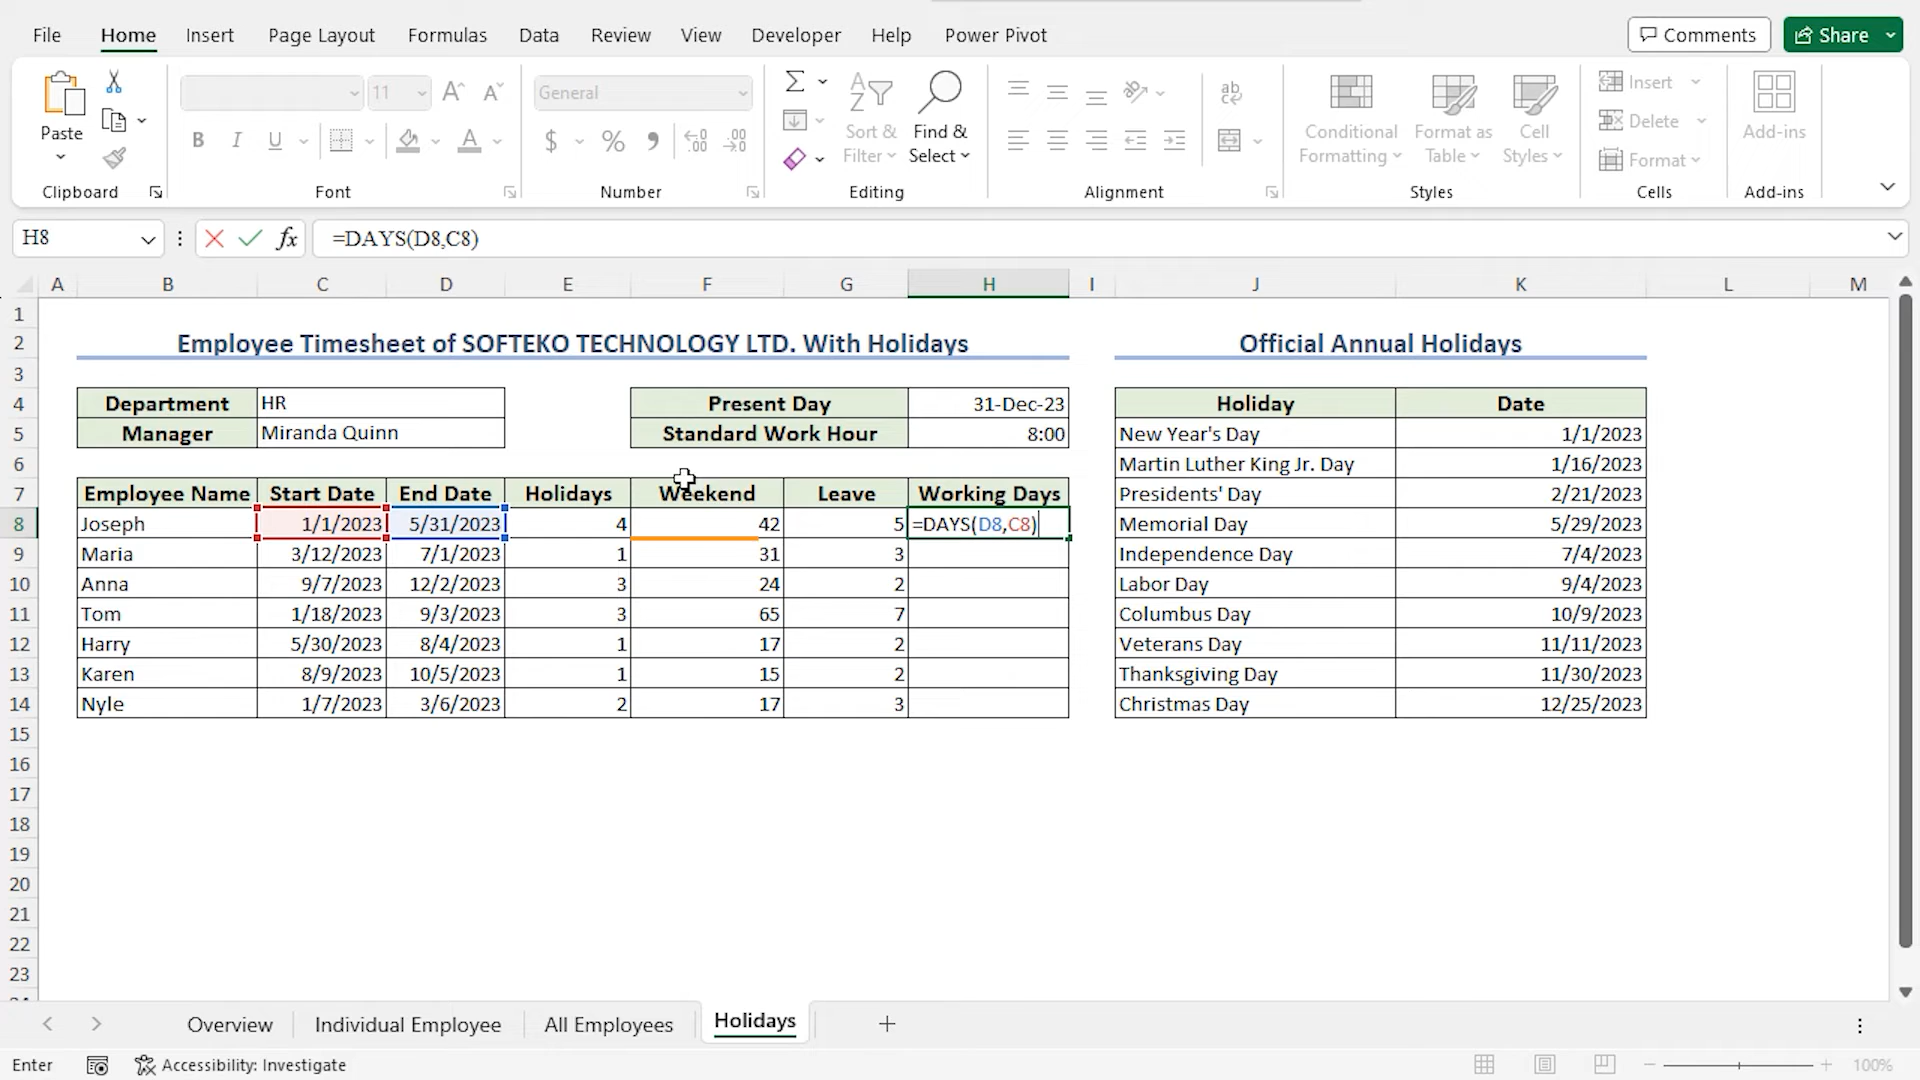 File Home Insert Page Layout Formulas Data Review View Developer Help Power Pivot Comments Share
Paste
11
General
Sort & Filter
Find & Select
Conditional Formatting
Format as Table
Cell Styles
Insert
Delete
Format
Add-ins
Clipboard Font Number Editing Alignment Styles Cells Add-ins
H8 fx =DAYS(D8,C8)
A B C D E F G H I J K L M
1
2 Employee Timesheet of SOFTEKO TECHNOLOGY LTD. With Holidays Official Annual Holidays
3
4 Department HR Present Day 31-Dec-23 Holiday Date
5 Manager Miranda Quinn Standard Work Hour 8:00 New Year's Day 1/1/2023
6 Martin Luther King Jr. Day 1/16/2023
7 Employee Name Start Date End Date Holidays Weekend Leave Working Days Presidents' Day 2/21/2023
8 Joseph 1/1/2023 5/31/2023 4 42 5 =DAYS(D8,C8) Memorial Day 5/29/2023
9 Maria 3/12/2023 7/1/2023 1 31 3 Independence Day 7/4/2023
10 Anna 9/7/2023 12/2/2023 3 24 2 Labor Day 9/4/2023
11 Tom 1/18/2023 9/3/2023 3 65 7 Columbus Day 10/9/2023
12 Harry 5/30/2023 8/4/2023 1 17 2 Veterans Day 11/11/2023
13 Karen 8/9/2023 10/5/2023 1 15 2 Thanksgiving Day 11/30/2023
14 Nyle 1/7/2023 3/6/2023 2 17 3 Christmas Day 12/25/2023
15
16
17
18
19
20
21
22
23
Overview Individual Employee All Employees Holidays
Enter Accessibility: Investigate 100%